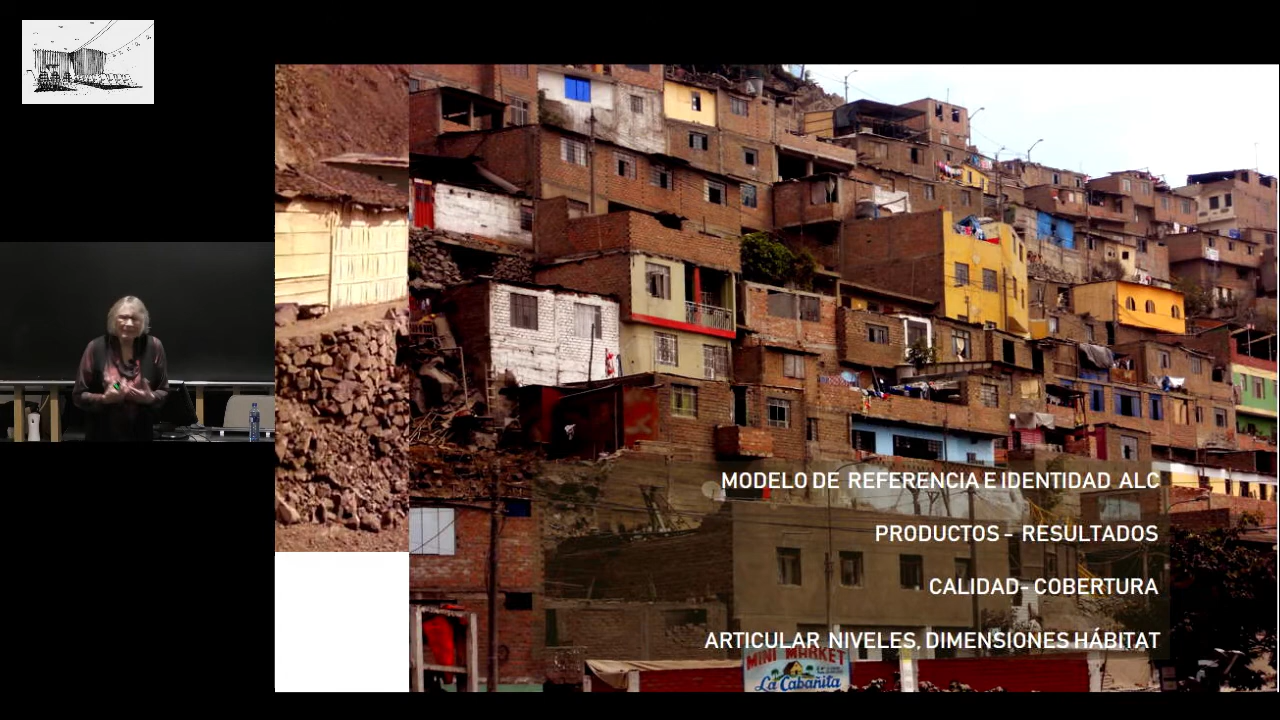 MODELO DE REFERENCIA E IDENTIDAD ALC
PRODUCTOS - RESULTADOS
CALIDAD- COBERTURA
ARTICULAR NIVELES, DIMENSIONES HÁBITAT
MINI MARKET
La Cabañita